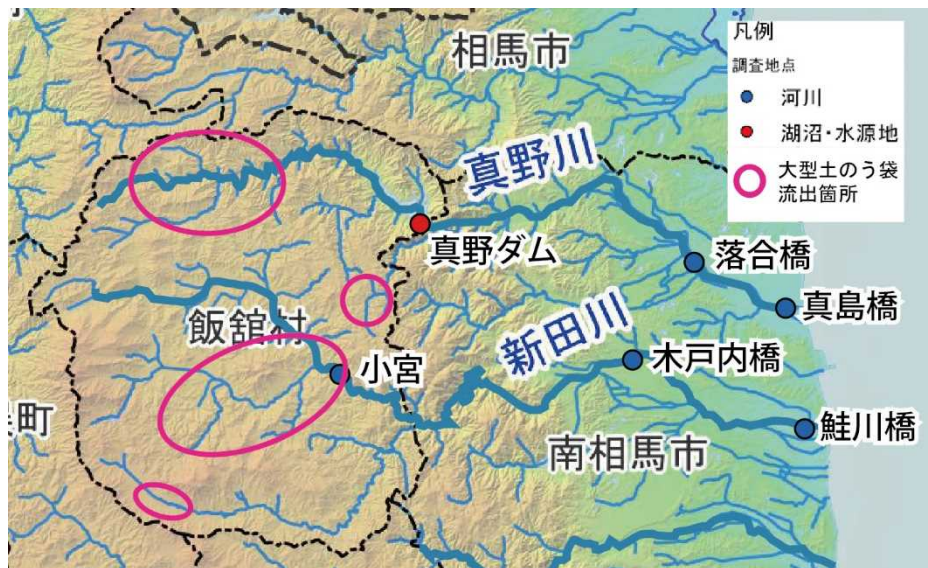 相馬市
凡例
調査地点
河川
湖沼・水源地
大型土のう袋
流出箇所
真野川
真野ダム
落合橋
真島橋
飯舘村
新田川
小宮
木戸内橋
町
鮭川橋
南相馬市